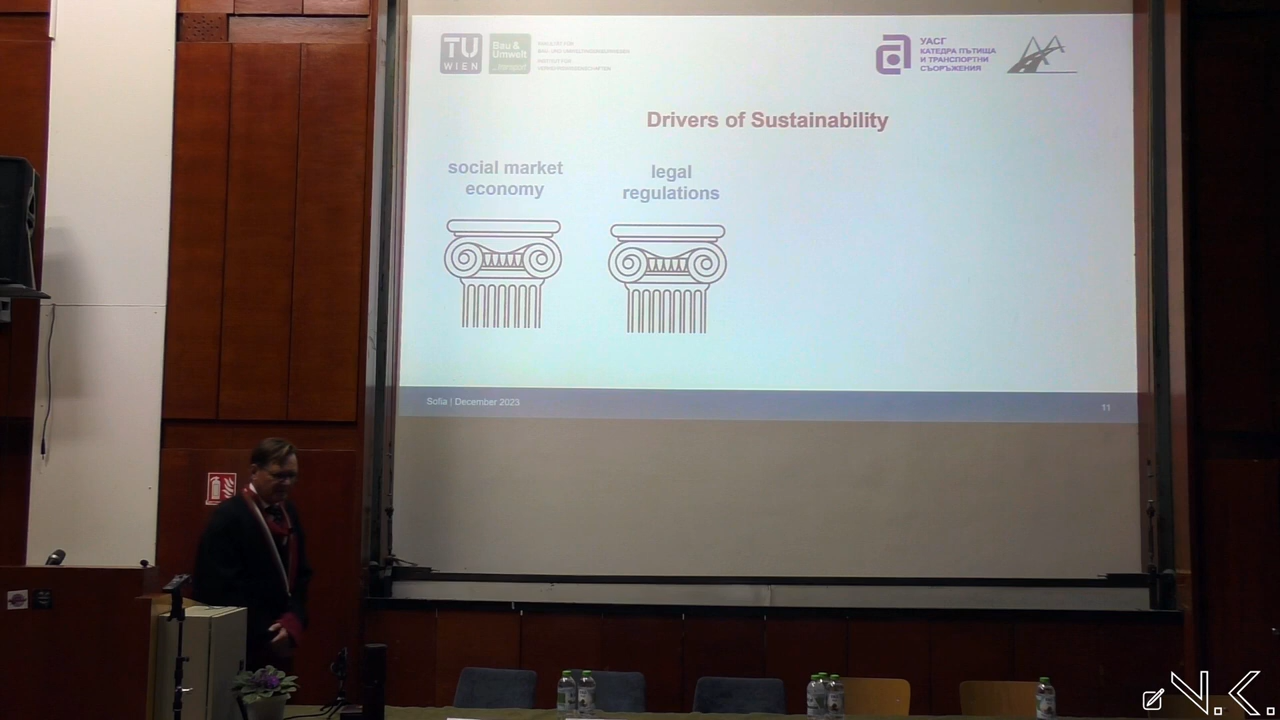 TU
WIEN
Bau &
Umwelt
УАСГ
КАТЕДРА ПЪТИЩА
И ТРАНСПОРТНИ
СЪОРЪЖЕНИЯ
Drivers of Sustainability
social market
economy
legal
regulations
Sofia | December 2023
11
N.K.